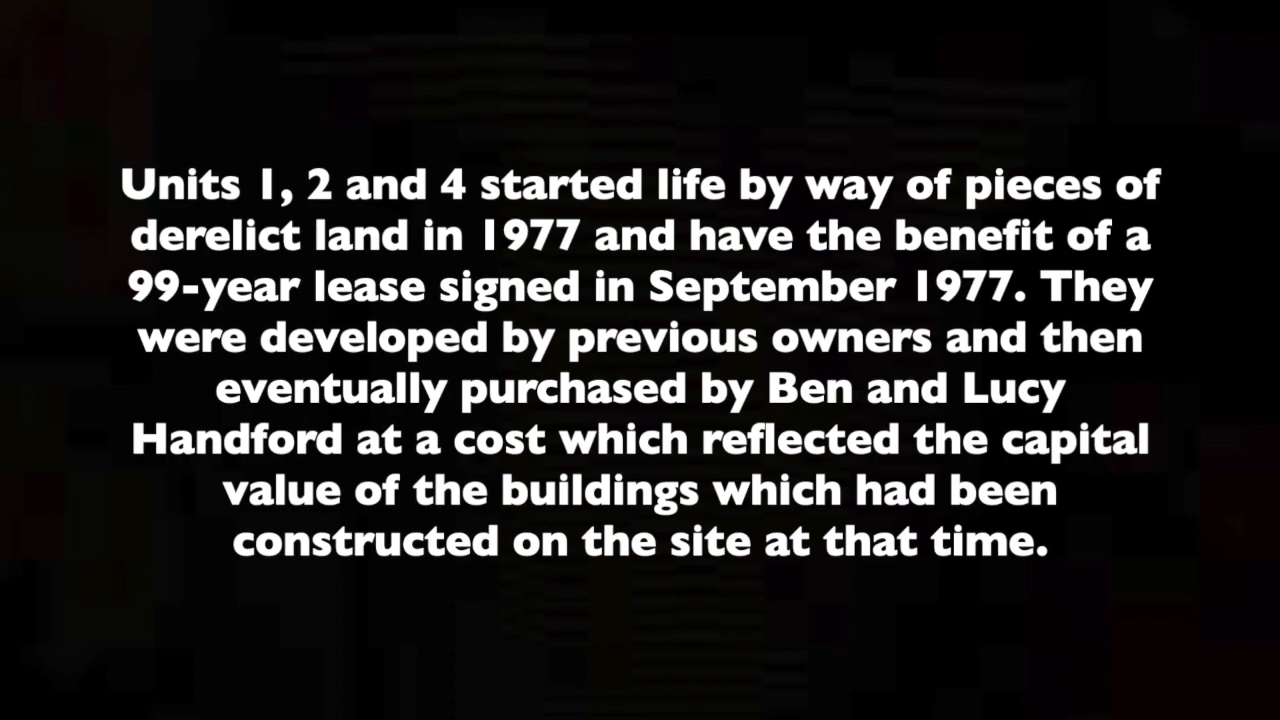 Units 1, 2 and 4 started life by way of pieces of
derelict land in 1977 and have the benefit of a
99-year lease signed in September 1977. They
were developed by previous owners and then
eventually purchased by Ben and Lucy
Handford at a cost which reflected the capital
value of the buildings which had been
constructed on the site at that time.